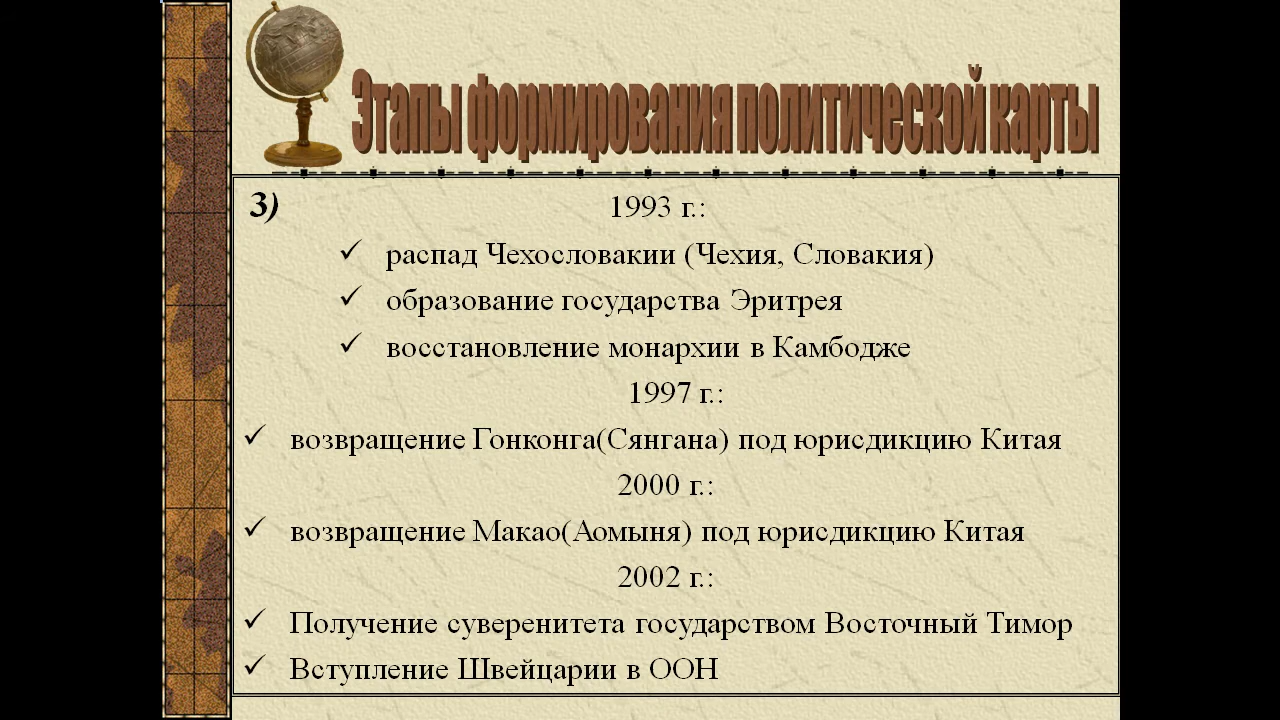 Этапы формирования политической карты
3) 1993 г.:
✓ распад Чехословакии (Чехия, Словакия)
✓ образование государства Эритрея
✓ восстановление монархии в Камбодже
1997 г.:
✓ возвращение Гонконга(Сянгана) под юрисдикцию Китая
2000 г.:
✓ возвращение Макао(Аомыня) под юрисдикцию Китая
2002 г.:
✓ Получение суверенитета государством Восточный Тимор
✓ Вступление Швейцарии в ООН